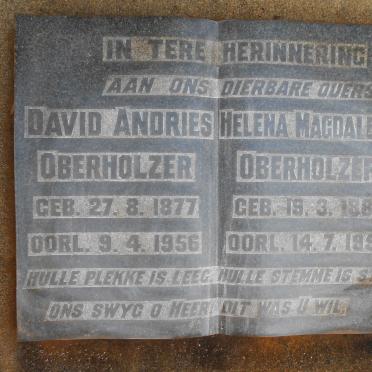 IN TERE HERINNERING
AAN ONS DIERBARE OUERS
DAVID ANDRIES HELENA MAGDALE
OBERHOLZER OBERHOLZER
GEB. 27. 8. 1877 GEB. 19. 3. 188
OORL. 9. 4. 1956 OORL. 14. 7. 19
HULLE PLEKKE IS LEEG, HULLE STEMME IS S
ONS SWYG O HEER DIT WAS U WIL.